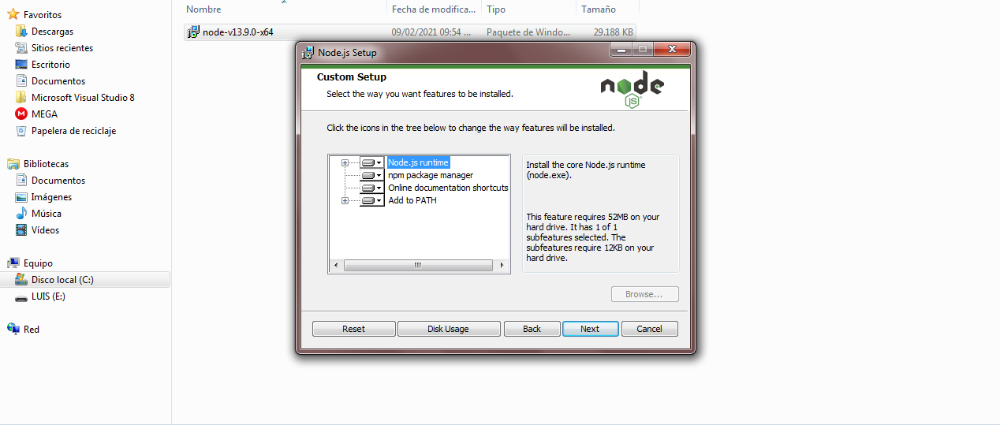 Favoritos
Descargas
Sitios recientes
Escritorio
Documentos
Microsoft Visual Studio 8
MEGA
Papelera de reciclaje
Bibliotecas
Documentos
Imágenes
Música
Vídeos
Equipo
Disco local (C:)
LUIS (E:)
Red
Nombre Fecha de modifica... Tipo Tamaño
node-v13.9.0-x64 09/02/2021 09:54 ... Paquete de Windo... 29.188 KB
Node.js Setup
Custom Setup
Select the way you want features to be installed.
node
JS
Click the icons in the tree below to change the way features will be installed.
Node.js runtime
npm package manager
Online documentation shortcuts
Add to PATH
Install the core Node.js runtime
(node.exe).
This feature requires 52MB on your
hard drive. It has 1 of 1
subfeatures selected. The
subfeatures require 12KB on your
hard drive.
Browse...
Reset Disk Usage Back Next Cancel